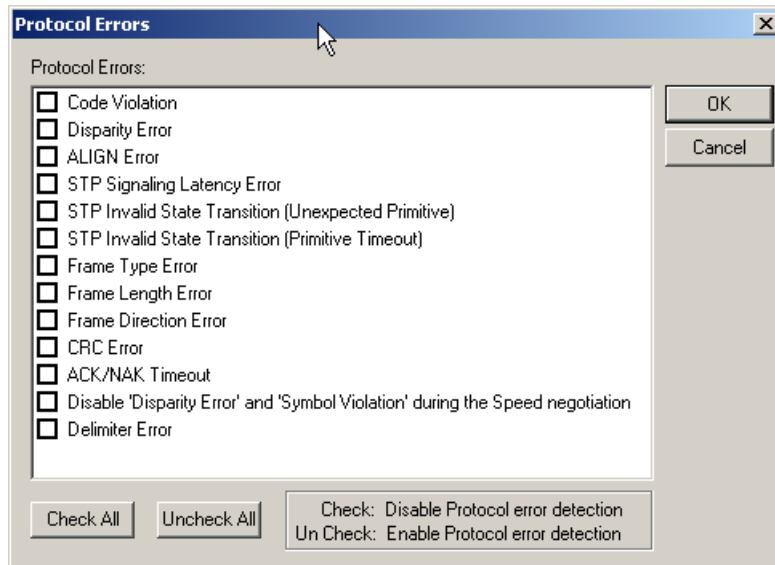 Protocol Errors
Protocol Errors:
Code Violation
Disparity Error
ALIGN Error
STP Signaling Latency Error
STP Invalid State Transition (Unexpected Primitive)
STP Invalid State Transition (Primitive Timeout)
Frame Type Error
Frame Length Error
Frame Direction Error
CRC Error
ACK/NAK Timeout
Disable 'Disparity Error' and 'Symbol Violation' during the Speed negotiation
Delimiter Error
OK
Cancel
Check All
Uncheck All
Check: Disable Protocol error detection
Un Check: Enable Protocol error detection